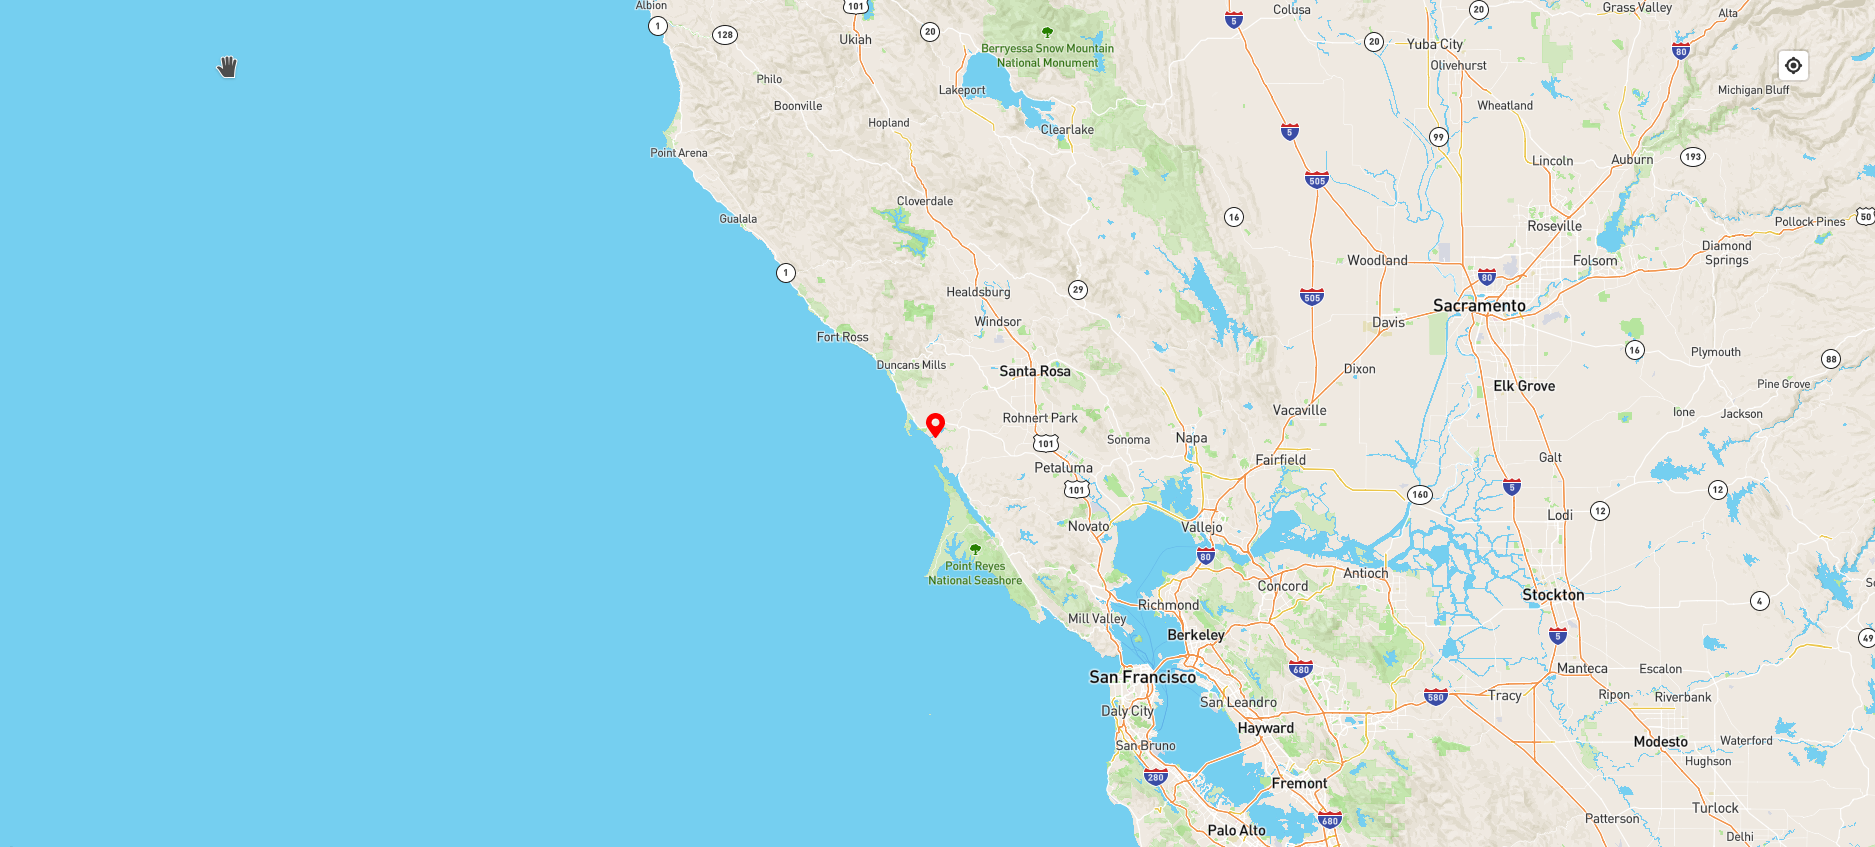 Albion
101
Colusa
20
Grass Valley
Alta
1
128
20
5
Ukiah
20
Yuba City
80
Berryessa Snow Mountain
National Monument
Olivehurst
Philo
Lakeport
Michigan Bluff
Boonville
Wheatland
Hopland
Clearlake
5
99
Point Arena
Lincoln
Auburn
193
505
Cloverdale
Gualala
16
Roseville
Pollock Pines
50
Diamond
Springs
Woodland
Folsom
1
80
29
Healdsburg
505
Sacramento
Windsor
Davis
Fort Ross
16
Plymouth
88
Duncans Mills
Santa Rosa
Dixon
Elk Grove
Pine Grove
Vacaville
Ione
Jackson
Rohnert Park
Sonoma
Napa
101
Galt
Petaluma
Fairfield
5
101
160
12
Lodi
12
Novato
Vallejo
80
Point Reyes
National Seashore
Antioch
Concord
So
Stockton
4
Richmond
Mill Valley
Berkeley
5
49
San Francisco
680
Manteca
Escalon
580
Tracy
Ripon
Riverbank
San Leandro
Daly City
Hayward
Modesto
Waterford
San Bruno
Hughson
280
Fremont
Turlock
680
Patterson
Palo Alto
Delhi